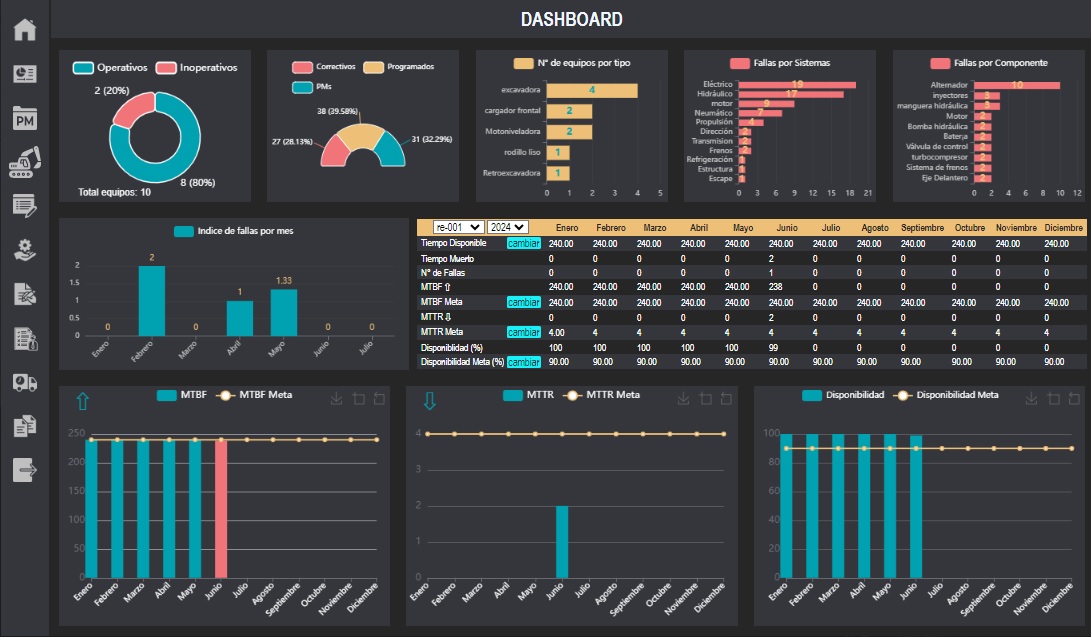 DASHBOARD
PM
Operativos Inoperativos
2 (20%)
8 (80%)
Total equipos: 10
Correctivos Programados
PMs
38 (39.58%)
27 (28.13%)
31 (32.29%)
N° de equipos por tipo
excavadora 4
cargador frontal 2
Motoniveladora 2
rodillo liso 1
Retroexcavadora 1
0 1 2 3 4 5
Fallas por Sistemas
Eléctrico 19
Hidráulico 17
motor 9
Neumático 7
Propulsión 4
Dirección 2
Transmision 2
Frenos 2
Refrigeración 1
Estructura 1
Escape 1
0 3 6 9 12 15 18 21
Fallas por Componente
Alternador 10
inyectores 3
manguera hidráulica 3
Motor 2
Bomba hidráulica 2
Batería 2
Válvula de control 2
turbocompresor 2
Sistema de frenos 2
Eje Delantero 2
0 2 4 6 8 10 12
Indice de fallas por mes
2
1.5
1
0.5
0
0 2 0 1 1.33 0 0
Enero Febrero Marzo Abril Mayo Junio Julio
re-001 2024 Enero Febrero Marzo Abril Mayo Junio Julio Agosto Septiembre Octubre Noviembre Diciembre
Tiempo Disponible cambiar 240.00 240.00 240.00 240.00 240.00 240.00 240.00 240.00 240.00 240.00 240.00 240.00
Tiempo Muerto 0 0 0 0 0 2 0 0 0 0 0 0
N° de Fallas 0 0 0 0 0 1 0 0 0 0 0 0
MTBF ⇧ 240.00 240.00 240.00 240.00 240.00 238
MTBF Meta cambiar 240.00 240.00 240.00 240.00 240.00 240.00 240.00 240.00 240.00 240.00 240.00 240.00
MTTR ⇩ 0 0 0 0 0 2 0 0 0 0 0 0
MTTR Meta cambiar 4.00 4 4 4 4 4 4 4 4 4 4 4
Disponiblidad (%) 100 100 100 100 100 99
Disponibilidad Meta (%) cambiar 90.00 90.00 90.00 90.00 90.00 90.00 90.00 90.00 90.00 90.00 90.00 90.00
MTBF MTBF Meta
250
200
150
100
50
0
Enero Febrero Marzo Abril Mayo Junio Julio Agosto Septiembre Octubre Noviembre Diciembre
MTTR MTTR Meta
4
3
2
1
0
Enero Febrero Marzo Abril Mayo Junio Julio Agosto Septiembre Octubre Noviembre Diciembre
Disponibilidad Disponibilidad Meta
100
80
60
40
20
0
Enero Febrero Marzo Abril Mayo Junio Julio Agosto Septiembre Octubre Noviembre Diciembre